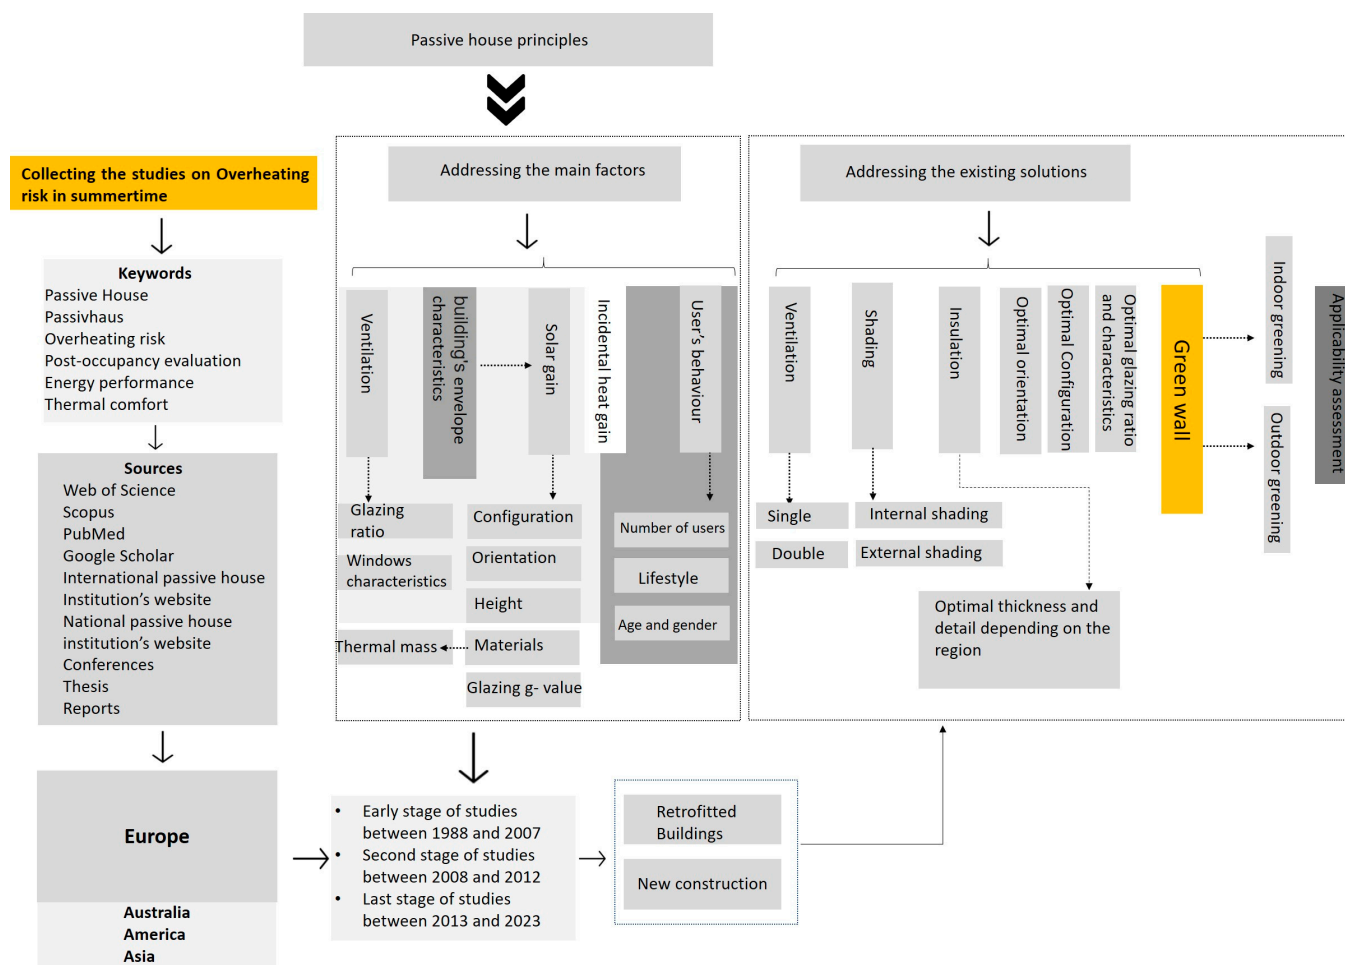 Passive house principles
Collecting the studies on Overheating
risk in summertime
Keywords
Passive House
Passivhaus
Overheating risk
Post-occupancy evaluation
Energy performance
Thermal comfort
Sources
Web of Science
Scopus
PubMed
Google Scholar
International passive house
Institution’s website
National passive house
institution’s website
Conferences
Thesis
Reports
Europe
Australia
America
Asia
Addressing the main factors
Ventilation
building's envelope
characteristics
Solar gain
Incidental heat gain
User’s behaviour
Glazing
ratio
Windows
characteristics
Thermal mass
Configuration
Orientation
Height
Materials
Glazing g- value
Number of users
Lifestyle
Age and gender
• Early stage of studies
between 1988 and 2007
• Second stage of studies
between 2008 and 2012
• Last stage of studies
between 2013 and 2023
Retrofitted
Buildings
New construction
Addressing the existing solutions
Ventilation
Shading
Insulation
Optimal orientation
Optimal Configuration
Optimal glazing ratio
and characteristics
Green wall
Indoor greening
Outdoor greening
Applicability assessment
Single
Double
Internal shading
External shading
Optimal thickness and
detail depending on the
region